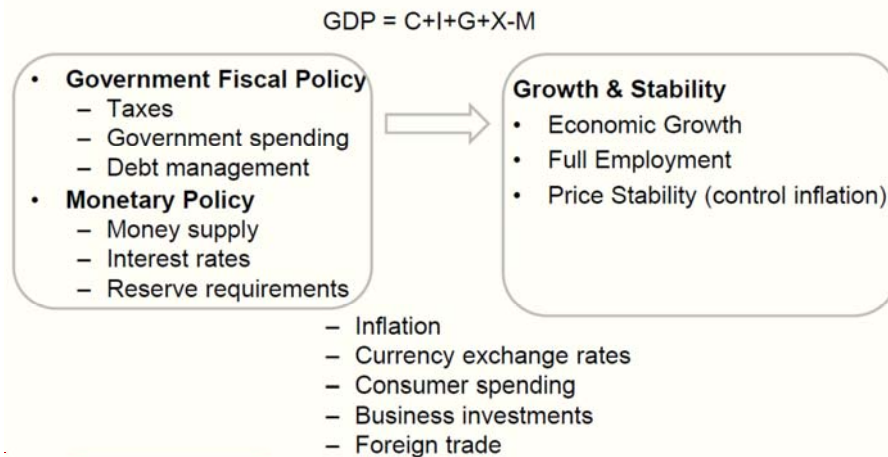 GDP = C+I+G+X-M
• Government Fiscal Policy
– Taxes
– Government spending
– Debt management
• Monetary Policy
– Money supply
– Interest rates
– Reserve requirements
Growth & Stability
• Economic Growth
• Full Employment
• Price Stability (control inflation)
– Inflation
– Currency exchange rates
– Consumer spending
– Business investments
– Foreign trade